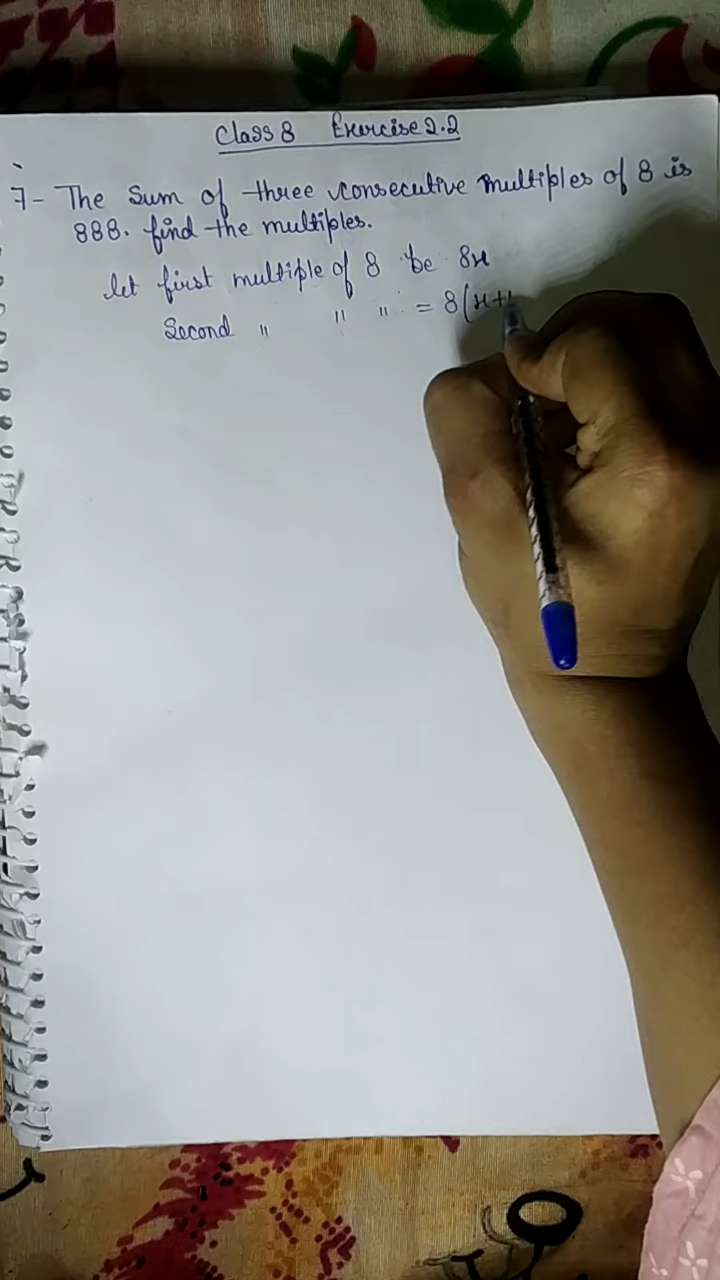 Class 8 Exercise 2.2
7- The Sum of three consecutive multiples of 8 is
888. find the multiples.
let first multiple of 8 be 8x
Second " " " = 8(x+1